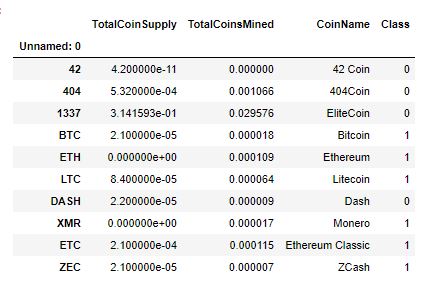 TotalCoinSupply TotalCoinsMined CoinName Class
Unnamed: 0
42 4.200000e-11 0.000000 42 Coin 0
404 5.320000e-04 0.001066 404Coin 0
1337 3.141593e-01 0.029576 EliteCoin 0
BTC 2.100000e-05 0.000018 Bitcoin 1
ETH 0.000000e+00 0.000109 Ethereum 1
LTC 8.400000e-05 0.000064 Litecoin 1
DASH 2.200000e-05 0.000009 Dash 0
XMR 0.000000e+00 0.000017 Monero 1
ETC 2.100000e-04 0.000115 Ethereum Classic 1
ZEC 2.100000e-05 0.000007 ZCash 1